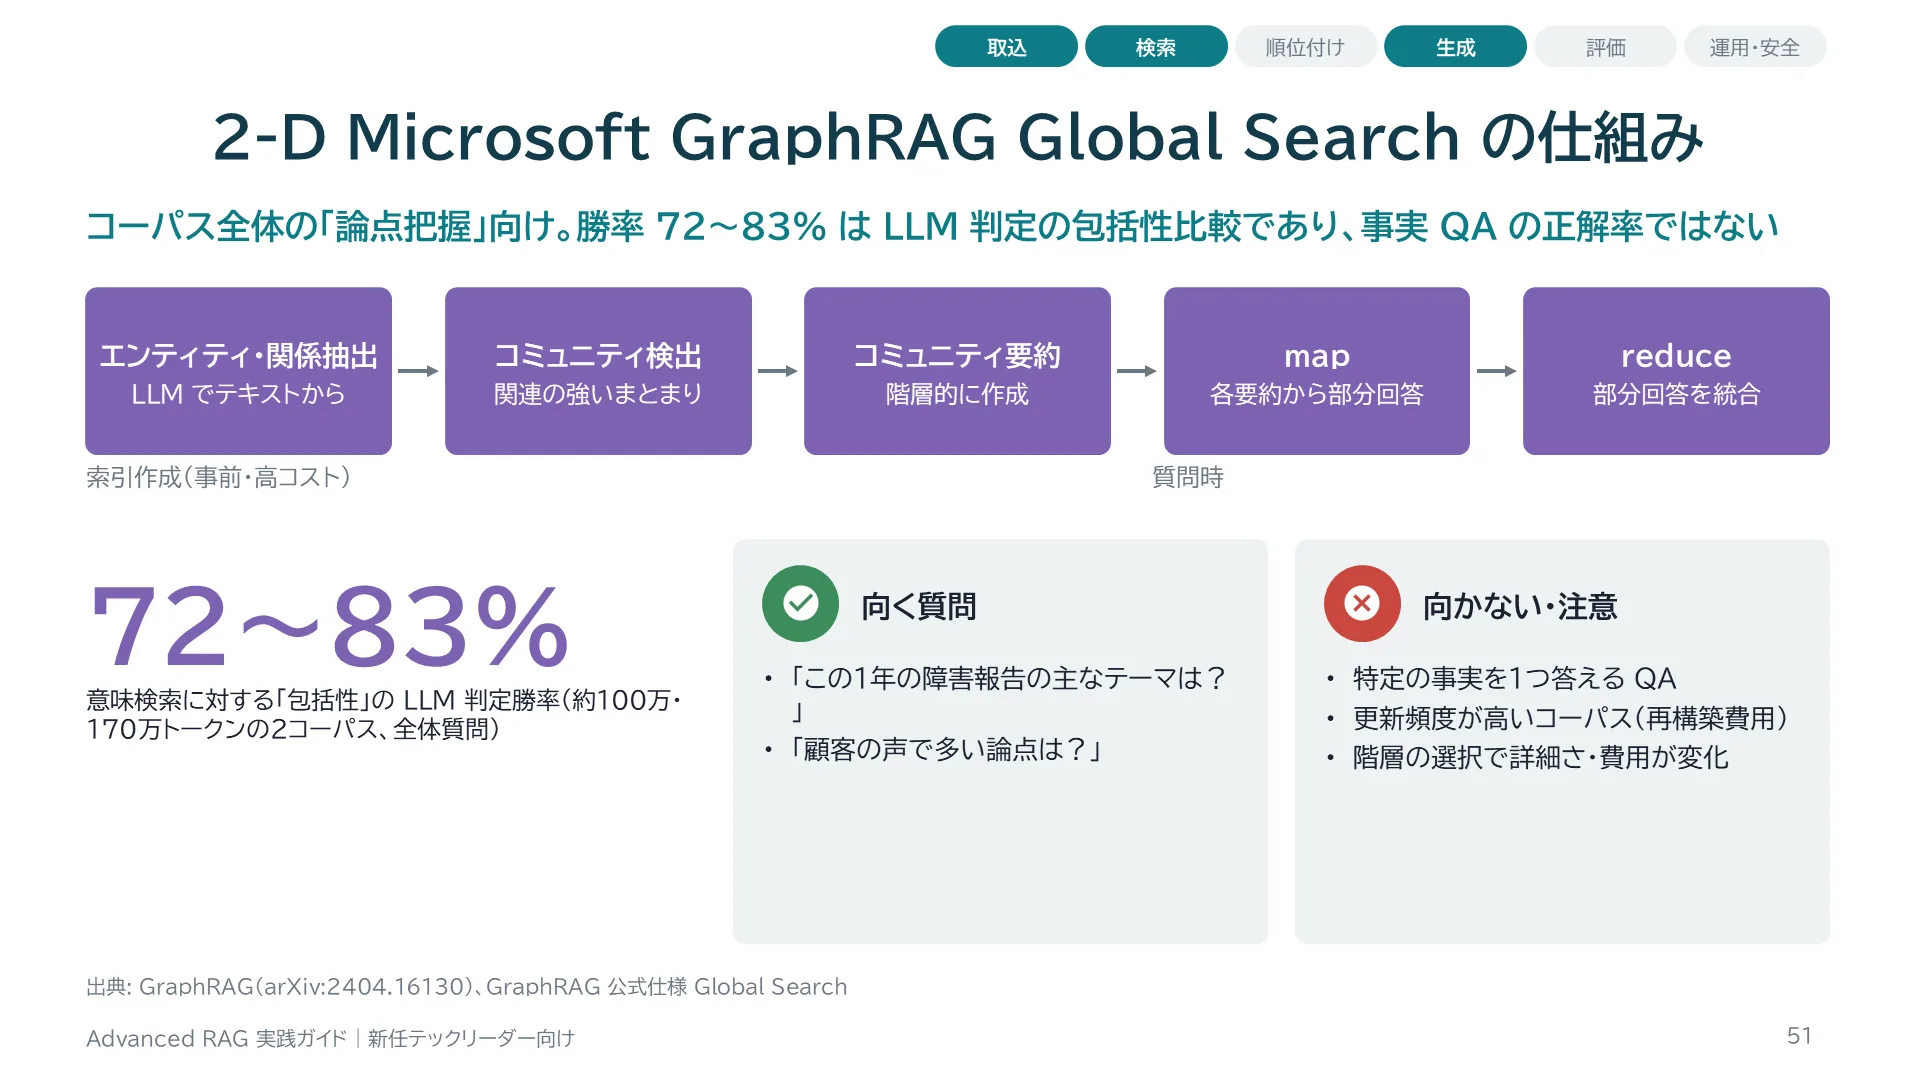 取込
検索
順位付け
生成
評価
運用・安全
2-D Microsoft GraphRAG Global Search の仕組み
コーパス全体の「論点把握」向け。勝率 72～83% は LLM 判定の包括性比較であり、事実 QA の正解率ではない
エンティティ・関係抽出
LLM でテキストから
コミュニティ検出
関連の強いまとまり
コミュニティ要約
階層的に作成
map
各要約から部分回答
reduce
部分回答を統合
索引作成（事前・高コスト）
質問時
72～83%
意味検索に対する「包括性」の LLM 判定勝率（約100万・
170万トークンの2コーパス、全体質問）
向く質問
・「この1年の障害報告の主なテーマは？
」
・「顧客の声で多い論点は？」
向かない・注意
・特定の事実を1つ答える QA
・更新頻度が高いコーパス（再構築費用）
・階層の選択で詳細さ・費用が変化
出典: GraphRAG（arXiv:2404.16130）、GraphRAG 公式仕様 Global Search
Advanced RAG 実践ガイド｜新任テックリーダー向け
51